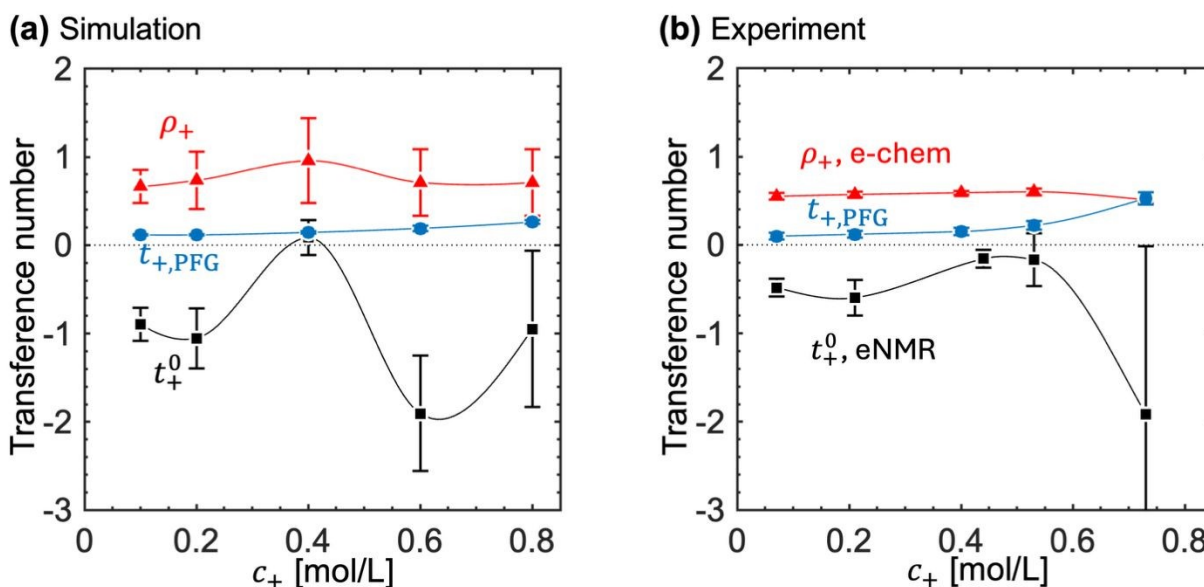 (a) Simulation
Transference number
2
1
0
-1
-2
-3
ρ₊
t₊,PFG
t₊⁰
0
0.2
0.4
0.6
0.8
c₊ [mol/L]
(b) Experiment
Transference number
2
1
0
-1
-2
-3
ρ₊, e-chem
t₊,PFG
t₊⁰, eNMR
0
0.2
0.4
0.6
0.8
c₊ [mol/L]